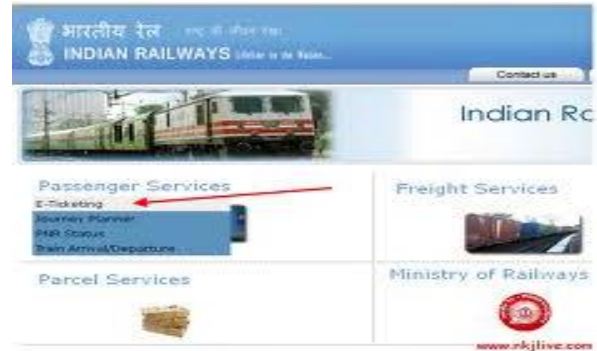 भारतीय रेल
INDIAN RAILWAYS
Contact us
Indian Ra
Passenger Services
E-Ticketing
Journey Planner
PNR Status
Train Arrival/Departure
Freight Services
Parcel Services
Ministry of Railways
www.nkjlive.com